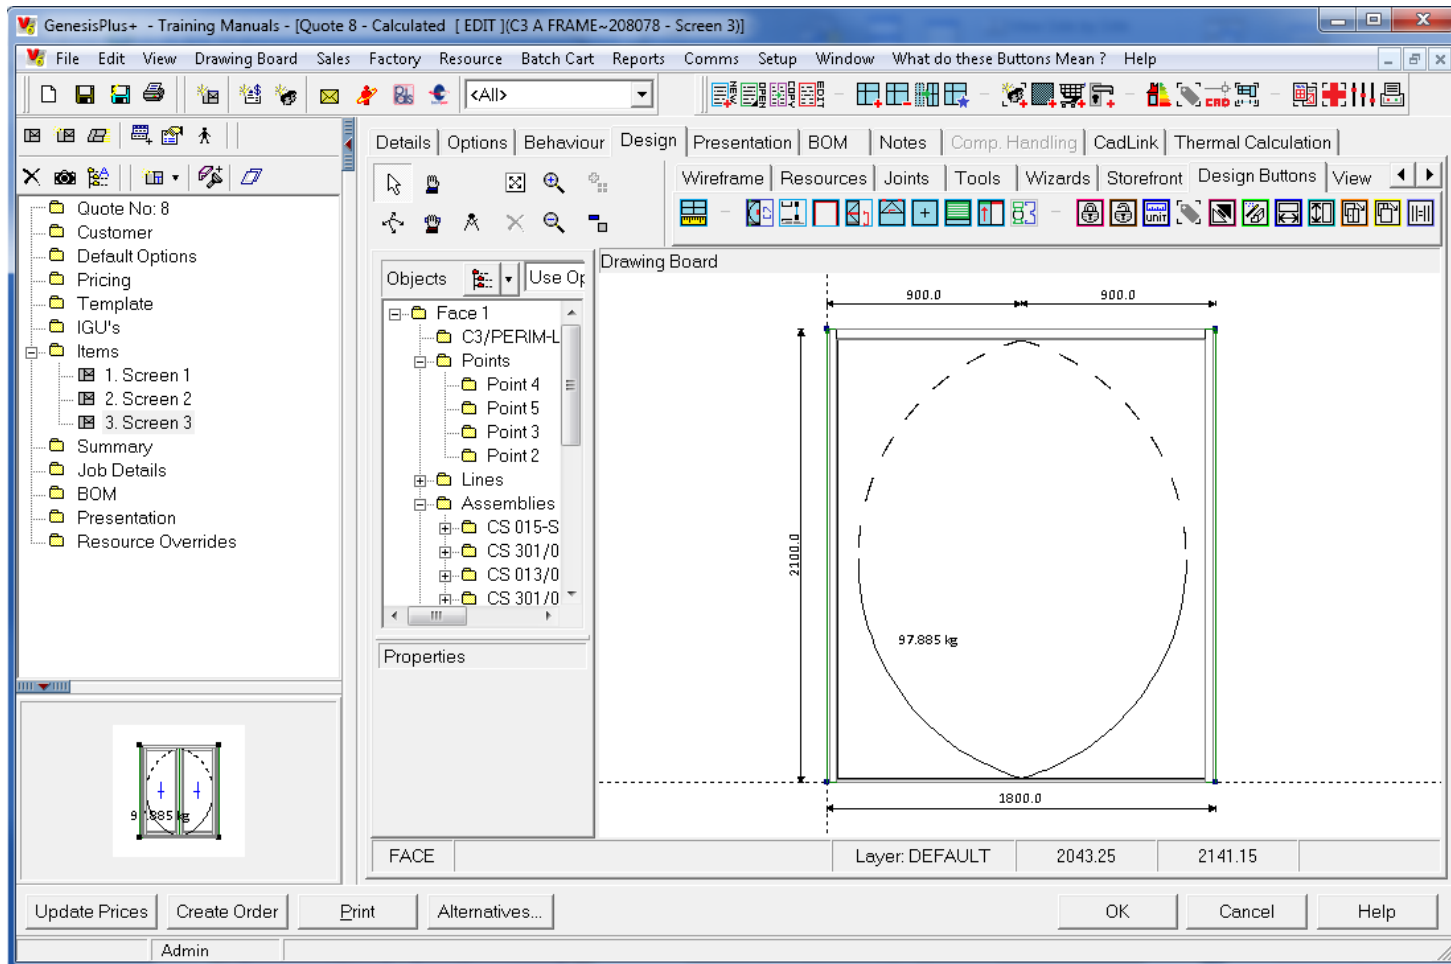 GenesisPlus+ - Training Manuals - [Quote 8 - Calculated [ EDIT ](C3 A FRAME~208078 - Screen 3)]
File Edit View Drawing Board Sales Factory Resource Batch Cart Reports Comms Setup Window What do these Buttons Mean ? Help
<All>
Details Options Behaviour Design Presentation BOM Notes Comp. Handling CadLink Thermal Calculation
Wireframe Resources Joints Tools Wizards Storefront Design Buttons View
Quote No: 8
Customer
Default Options
Pricing
Template
IGU's
Items
1. Screen 1
2. Screen 2
3. Screen 3
Summary
Job Details
BOM
Presentation
Resource Overrides
97.885 kg
Objects Use Op
Face 1
C3/PERIM-L
Points
Point 4
Point 5
Point 3
Point 2
Lines
Assemblies
CS 015-S
CS 301/0
CS 013/0
CS 301/0
Properties
Drawing Board
900.0 900.0
2100.0
97.885 kg
1800.0
FACE Layer: DEFAULT 2043.25 2141.15
Update Prices Create Order Print Alternatives... OK Cancel Help
Admin